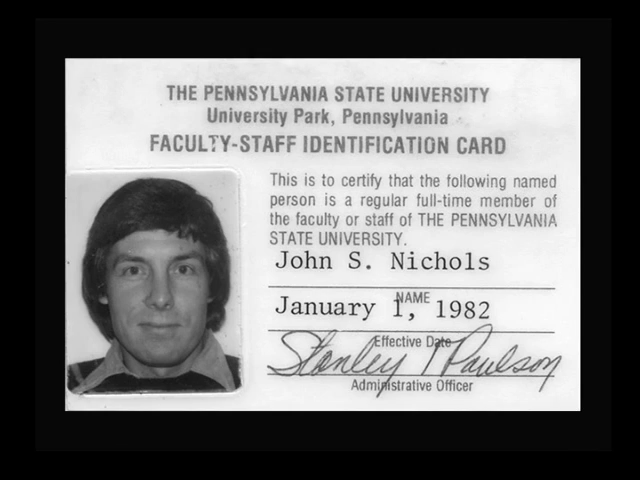 THE PENNSYLVANIA STATE UNIVERSITY
University Park, Pennsylvania
FACULTY-STAFF IDENTIFICATION CARD
This is to certify that the following named
person is a regular full-time member of
the faculty or staff of THE PENNSYLVANIA
STATE UNIVERSITY.
John S. Nichols
NAME
January 1, 1982
Effective Date
Stanley T Paulson
Administrative Officer